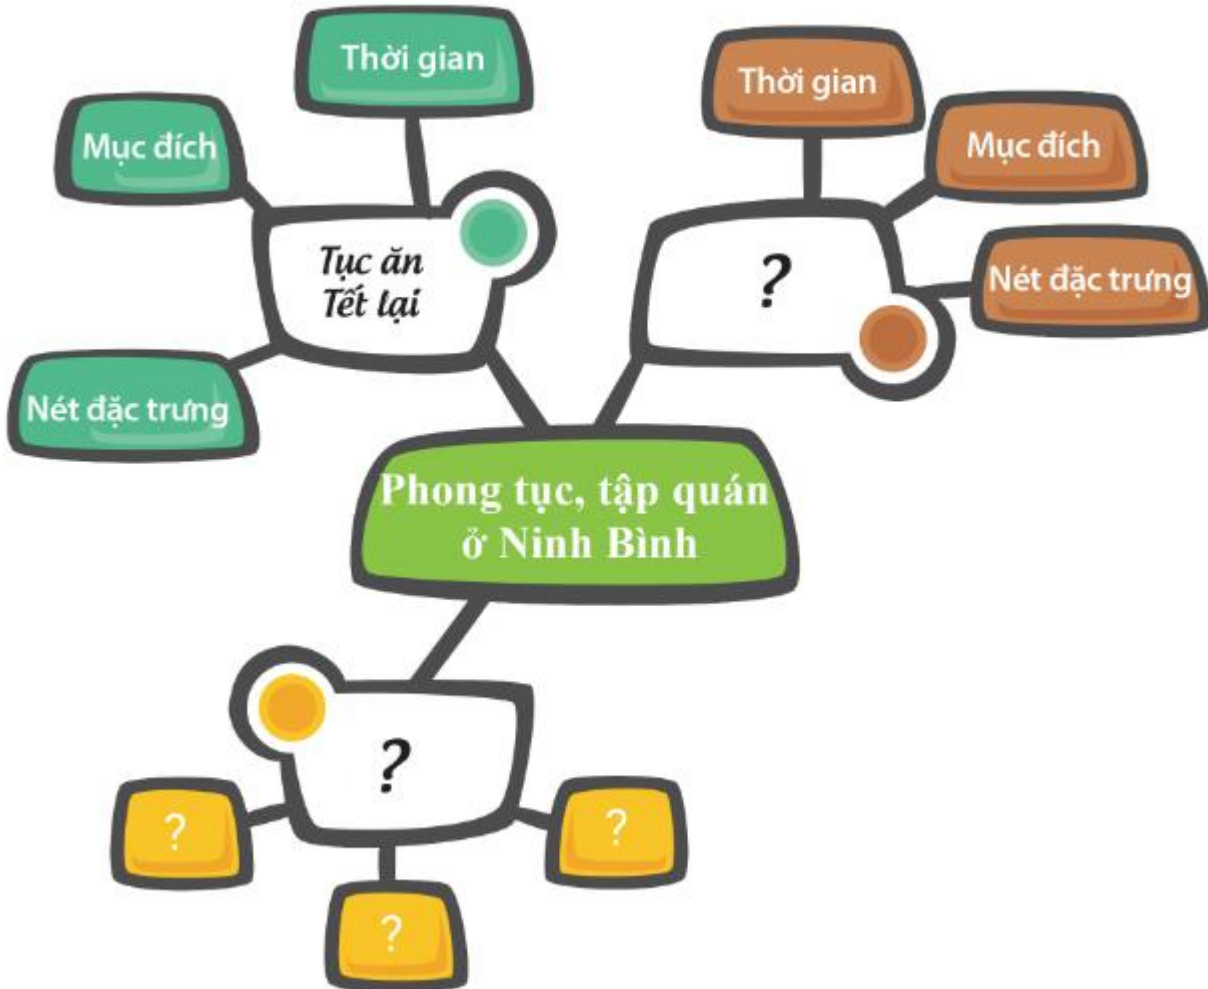 Thời gian
Mục đích
Tục ăn
Tết lại
Nét đặc trưng
Thời gian
Mục đích
Nét đặc trưng
?
Phong tục, tập quán
ở Ninh Bình
?
?
?
?